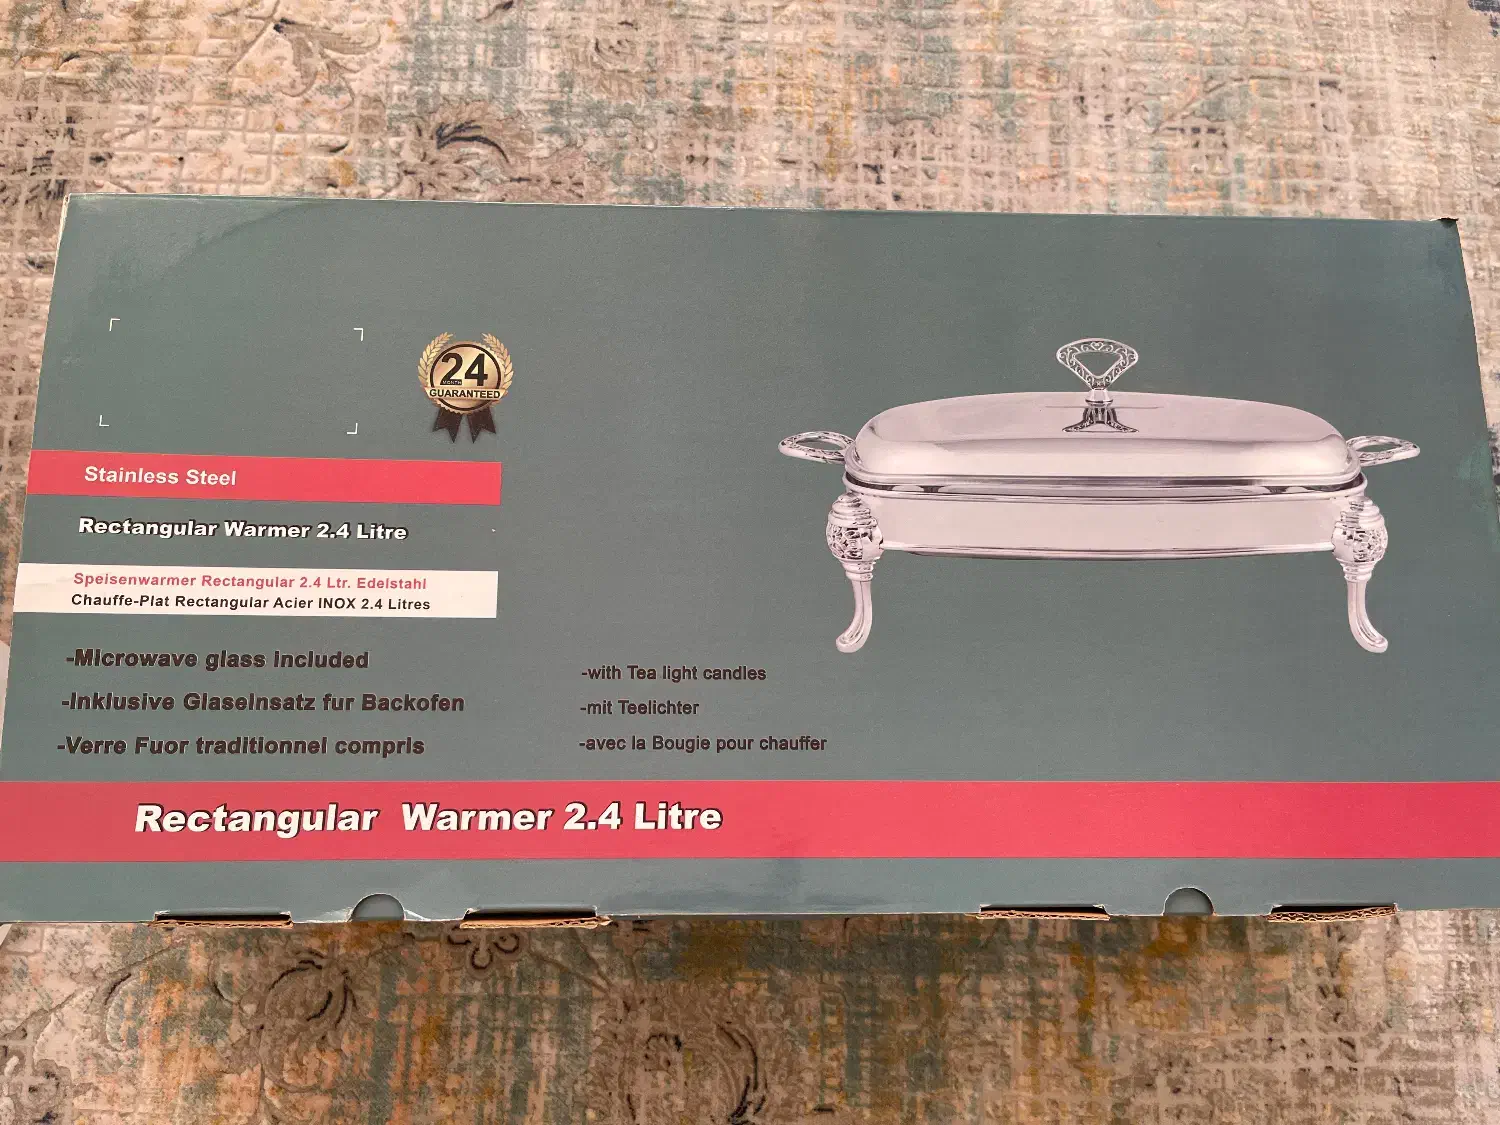 24
MONTH
GUARANTEED
Stainless Steel
Rectangular Warmer 2.4 Litre
Speisenwarmer Rectangular 2.4 Ltr. Edelstahl
Chauffe-Plat Rectangular Acier INOX 2.4 Litres
-Microwave glass included
-Inklusive Glaseinsatz fur Backofen
-Verre Fuor traditionnel compris
-with Tea light candles
-mit Teelichter
-avec la Bougie pour chauffer
Rectangular Warmer 2.4 Litre